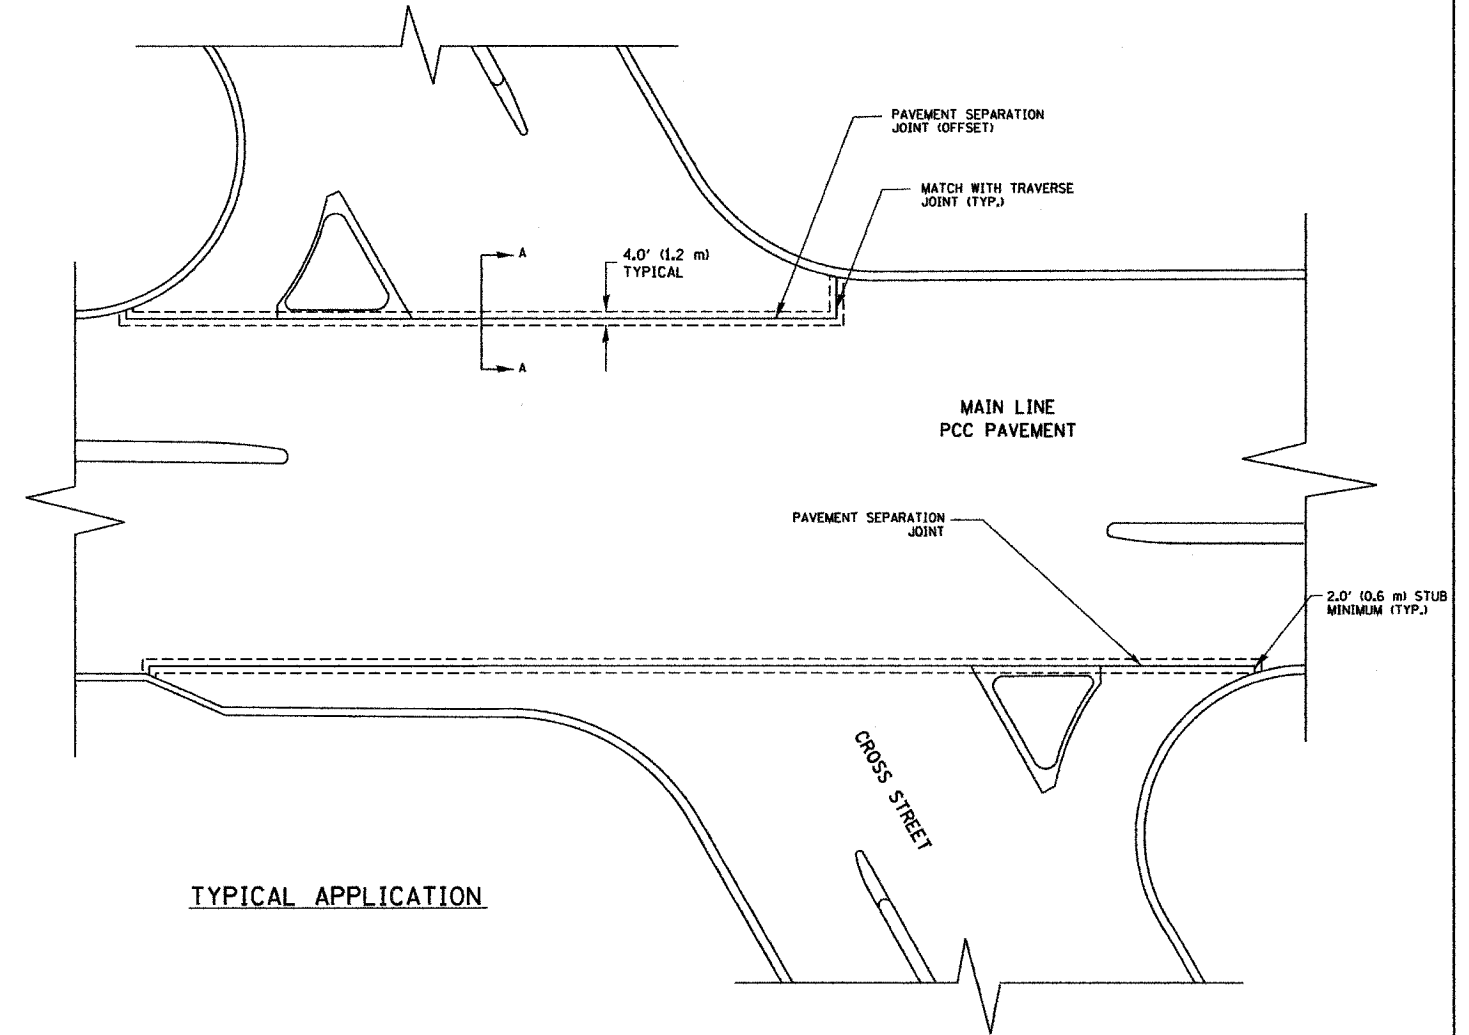 PAVEMENT SEPARATION
JOINT (OFFSET)
MATCH WITH TRAVERSE
JOINT (TYP.)
A
4.0' (1.2 m)
TYPICAL
A
MAIN LINE
PCC PAVEMENT
PAVEMENT SEPARATION
JOINT
2.0' (0.6 m) STUB
MINIMUM (TYP.)
CROSS STREET
TYPICAL APPLICATION